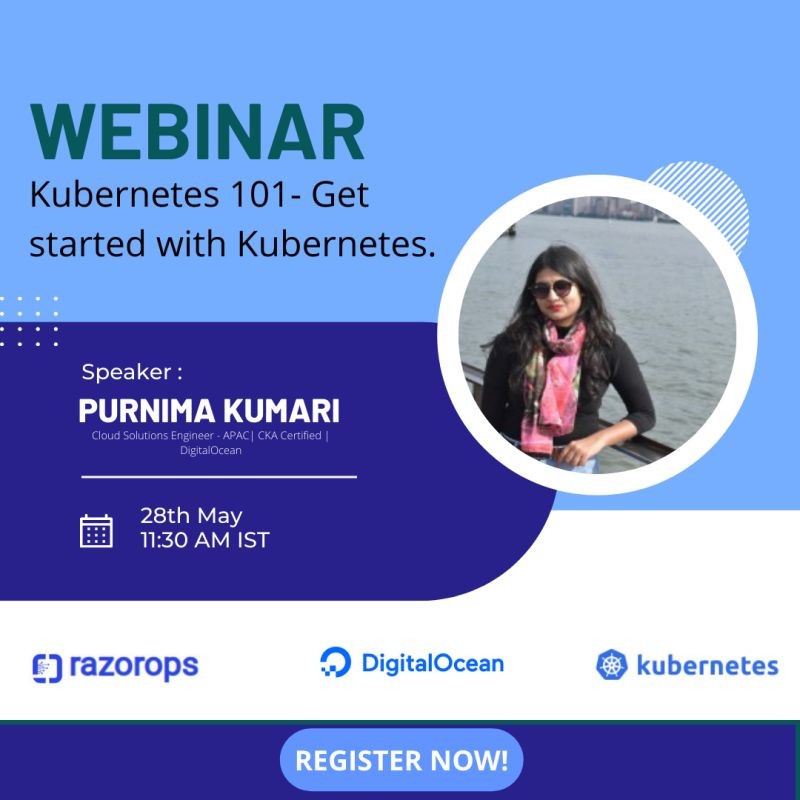 WEBINAR
Kubernetes 101- Get
started with Kubernetes.
Speaker :
PURNIMA KUMARI
Cloud Solutions Engineer - APAC| CKA Certified |
DigitalOcean
28th May
11:30 AM IST
razorops
DigitalOcean
kubernetes
REGISTER NOW!